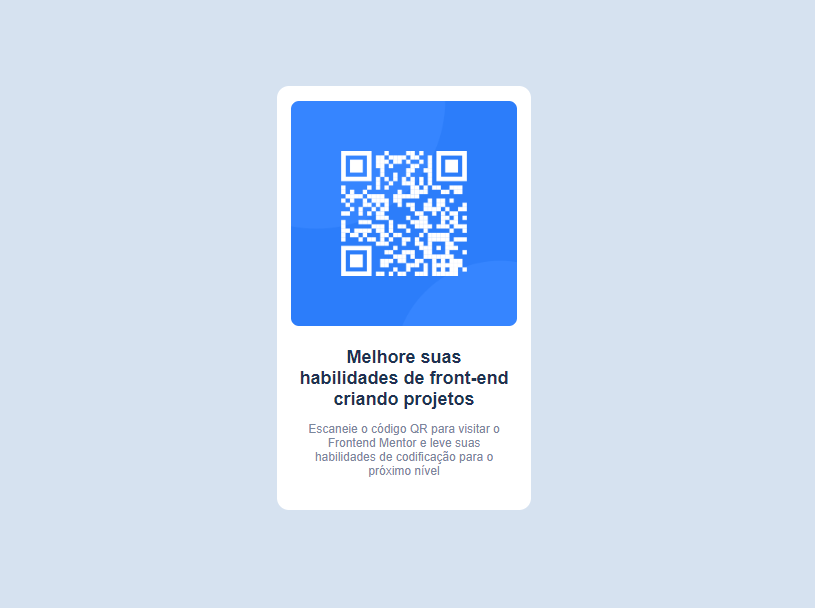 Melhore suas
habilidades de front-end
criando projetos
Escaneie o código QR para visitar o
Frontend Mentor e leve suas
habilidades de codificação para o
próximo nível